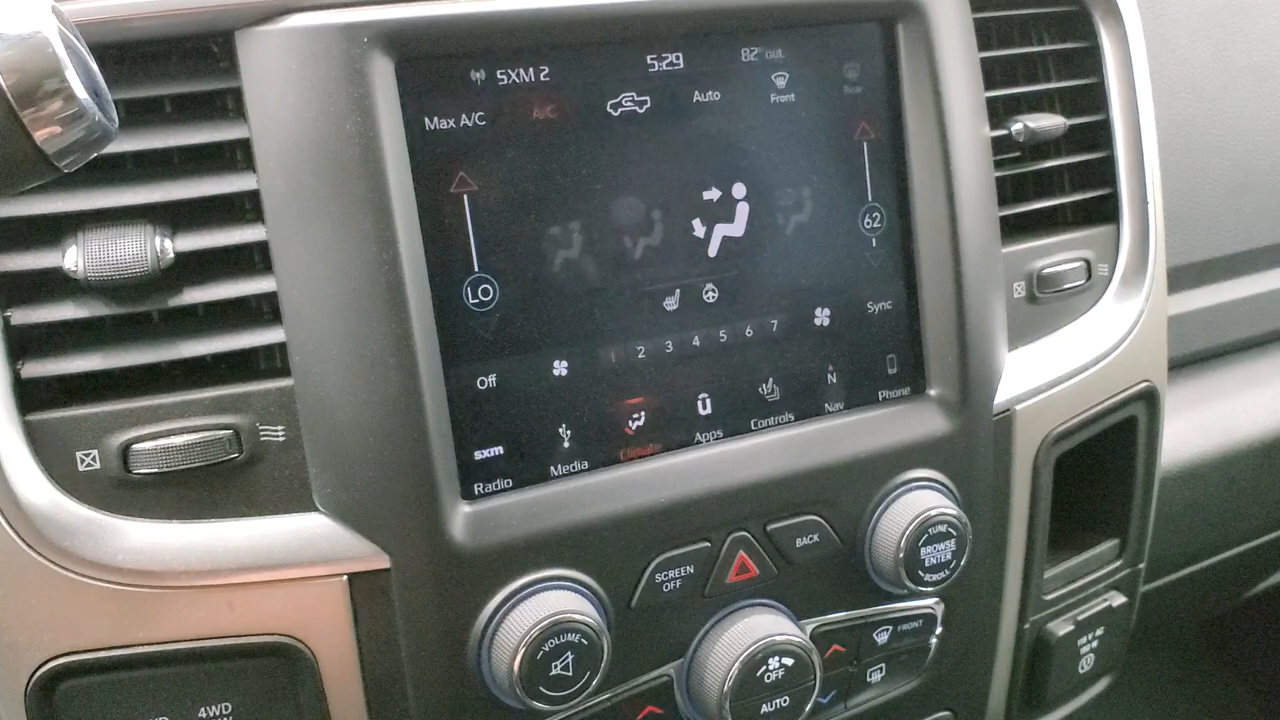 SXM 2
5:29
82° out
Max A/C
A/C
Auto
Front
Rear
62
LO
Sync
Off
1 2 3 4 5 6 7
sxm
Radio
Media
Climate
Apps
Controls
N
Nav
Phone
SCREEN
OFF
BACK
TUNE
BROWSE
ENTER
SCROLL
VOLUME
OFF
AUTO
FRONT
115 V AC
4WD